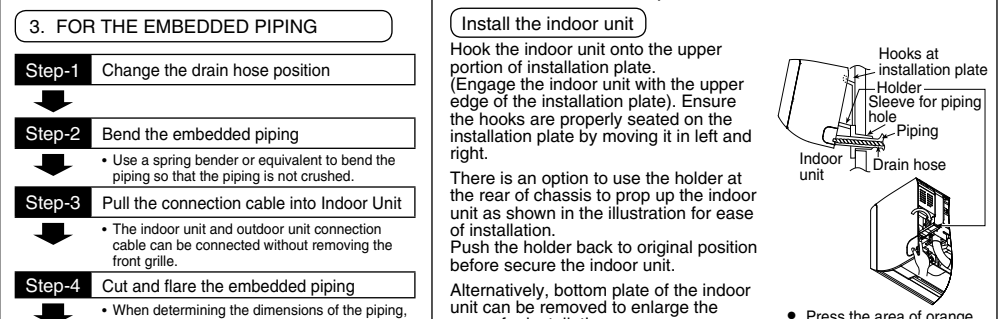 3. FOR THE EMBEDDED PIPING
Step-1 Change the drain hose position
Step-2 Bend the embedded piping
• Use a spring bender or equivalent to bend the
piping so that the piping is not crushed.
Step-3 Pull the connection cable into Indoor Unit
• The indoor unit and outdoor unit connection
cable can be connected without removing the
front grille.
Step-4 Cut and flare the embedded piping
• When determining the dimensions of the piping,
Install the indoor unit
Hook the indoor unit onto the upper
portion of installation plate.
(Engage the indoor unit with the upper
edge of the installation plate). Ensure
the hooks are properly seated on the
installation plate by moving it in left and
right.
There is an option to use the holder at
the rear of chassis to prop up the indoor
unit as shown in the illustration for ease
of installation.
Push the holder back to original position
before secure the indoor unit.
Alternatively, bottom plate of the indoor
unit can be removed to enlarge the
Hooks at
installation plate
Holder
Sleeve for piping
hole
Piping
Indoor
unit
Drain hose
● Press the area of orange